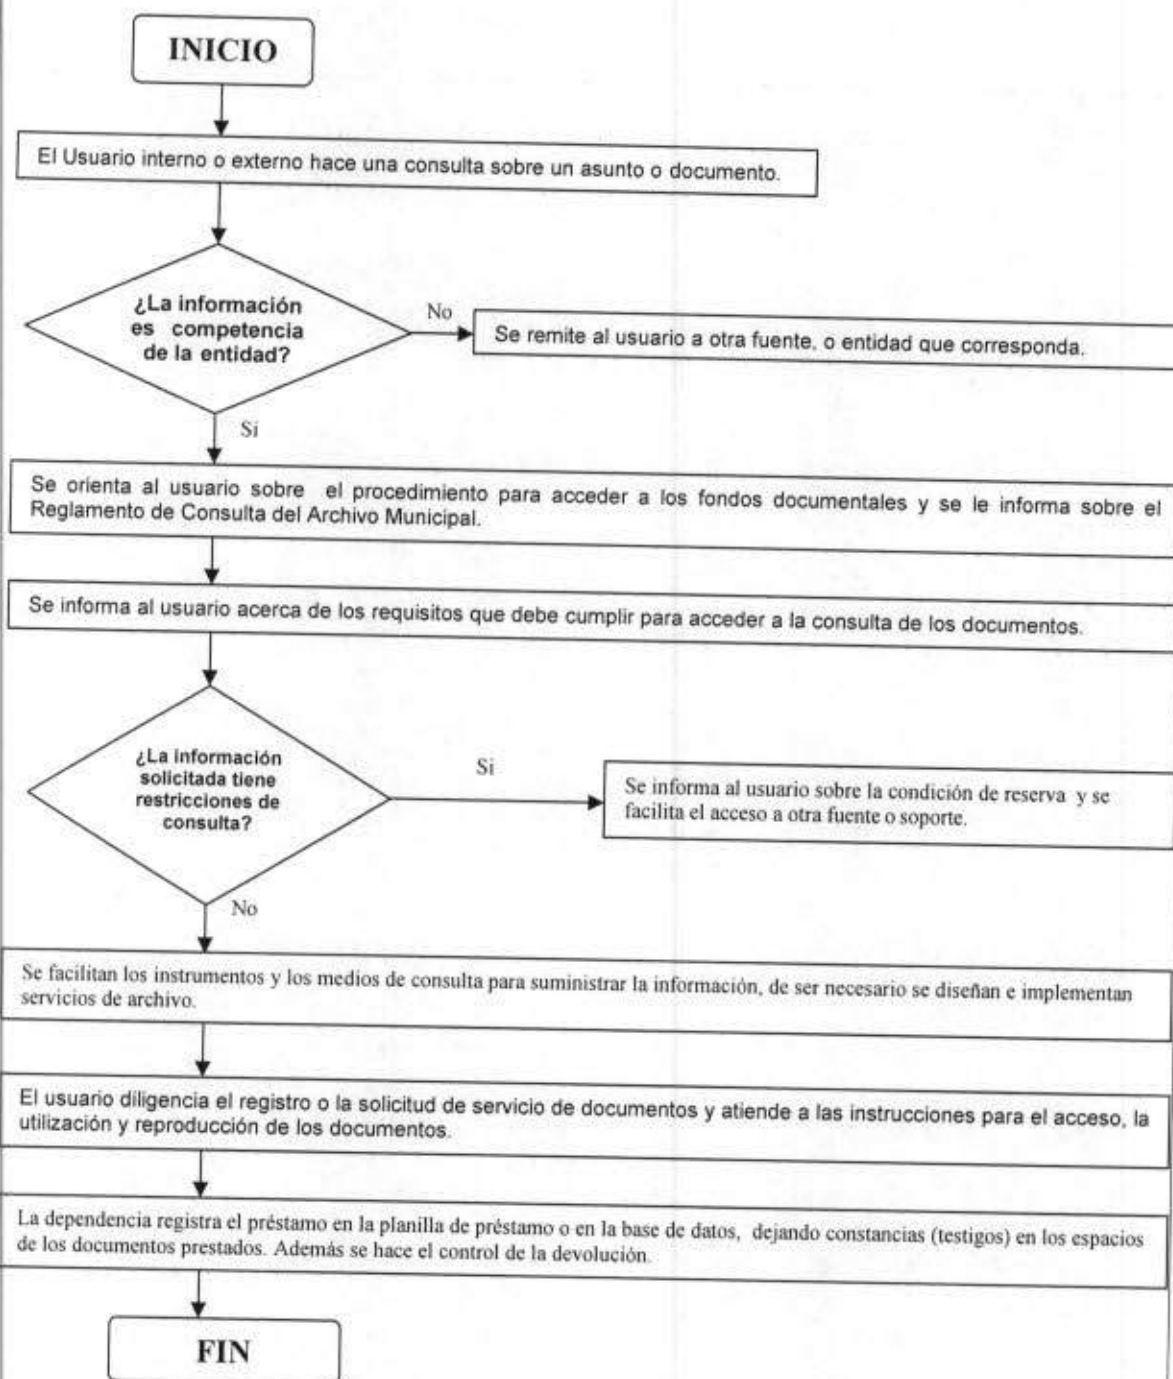 INICIO
El Usuario interno o externo hace una consulta sobre un asunto o documento.
¿La información
es competencia
de la entidad?
No
Se remite al usuario a otra fuente, o entidad que corresponda.
Si
Se orienta al usuario sobre el procedimiento para acceder a los fondos documentales y se le informa sobre el
Reglamento de Consulta del Archivo Municipal.
Se informa al usuario acerca de los requisitos que debe cumplir para acceder a la consulta de los documentos.
¿La información
solicitada tiene
restricciones de
consulta?
Si
Se informa al usuario sobre la condición de reserva y se
facilita el acceso a otra fuente o soporte.
No
Se facilitan los instrumentos y los medios de consulta para suministrar la información, de ser necesario se diseñan e implementan
servicios de archivo.
El usuario diligencia el registro o la solicitud de servicio de documentos y atiende a las instrucciones para el acceso, la
utilización y reproducción de los documentos.
La dependencia registra el préstamo en la planilla de préstamo o en la base de datos, dejando constancias (testigos) en los espacios
de los documentos prestados. Además se hace el control de la devolución.
FIN